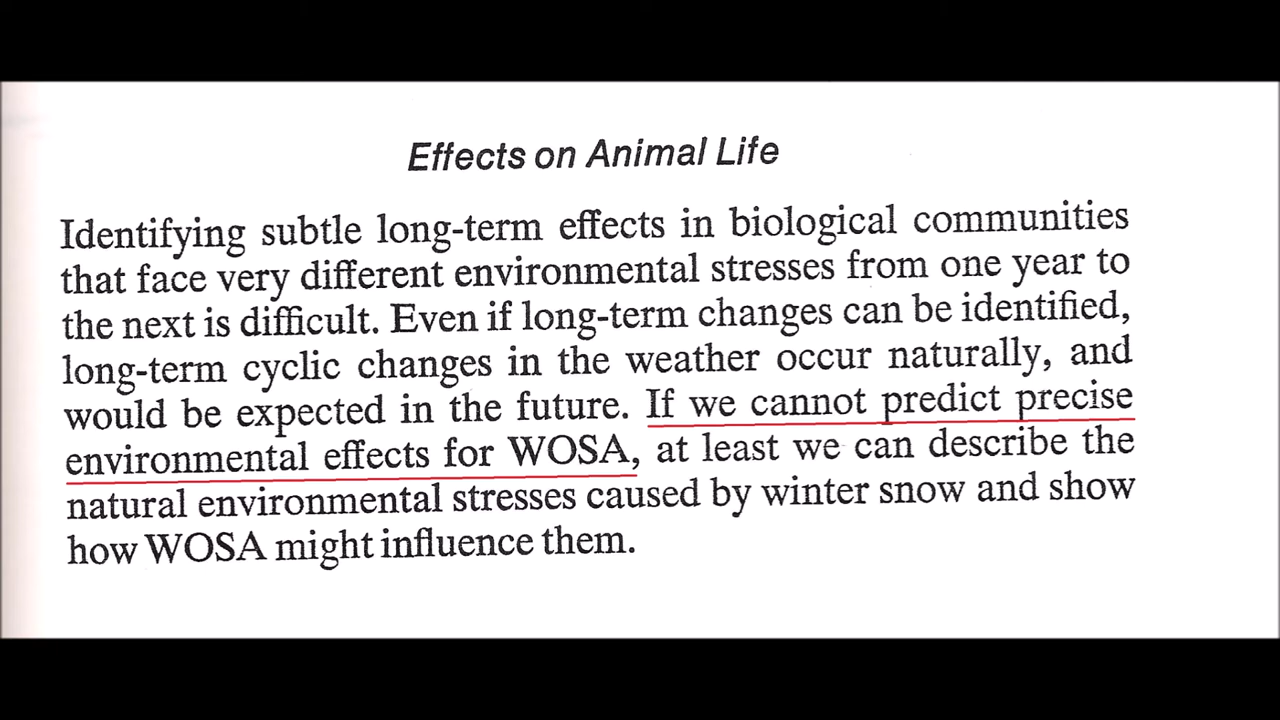 Effects on Animal Life
Identifying subtle long-term effects in biological communities
that face very different environmental stresses from one year to
the next is difficult. Even if long-term changes can be identified,
long-term cyclic changes in the weather occur naturally, and
would be expected in the future. If we cannot predict precise
environmental effects for WOSA, at least we can describe the
natural environmental stresses caused by winter snow and show
how WOSA might influence them.